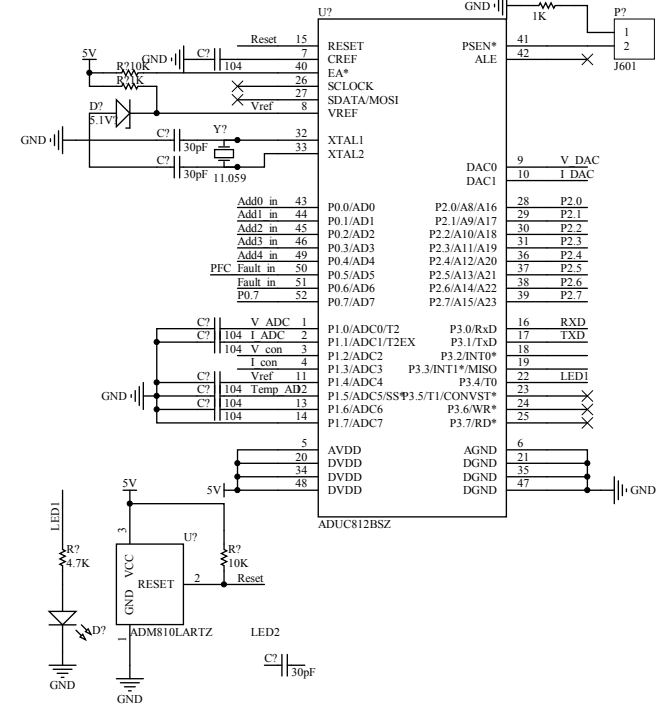 U?
GND
1K
P?
1
2
J601
Reset 15 RESET
PSEN* 41
C? 104 7 CREF
GND
ALE 42
5V
R?10K
40 EA*
R?1K
26 SCLOCK
27 SDATA/MOSI
D?
5.1V?
Vref 8 VREF
GND
C? 30pF
Y?
32 XTAL1
33 XTAL2
C? 30pF
11.059
DAC0 9 V_DAC
DAC1 10 I_DAC
Add0_in 43 P0.0/AD0
P2.0/A8/A16 28 P2.0
Add1_in 44 P0.1/AD1
P2.1/A9/A17 29 P2.1
Add2_in 45 P0.2/AD2
P2.2/A10/A18 30 P2.2
Add3_in 46 P0.3/AD3
P2.3/A11/A19 31 P2.3
Add4_in 49 P0.4/AD4
P2.4/A12/A20 36 P2.4
PFC_Fault_in 50 P0.5/AD5
P2.5/A13/A21 37 P2.5
Fault_in 51 P0.6/AD6
P2.6/A14/A22 38 P2.6
P0.7 52 P0.7/AD7
P2.7/A15/A23 39 P2.7
C? V_ADC 1 P1.0/ADC0/T2
P3.0/RxD 16 RXD
C? 104 I_ADC 2 P1.1/ADC1/T2EX
P3.1/TxD 17 TXD
104 V_con 3 P1.2/ADC2
P3.2/INT0* 18
I_con 4 P1.3/ADC3
P3.3/INT1*/MISO 19
C? Vref 11 P1.4/ADC4
P3.4/T0 22 LED1
GND
C? 104 Temp_AD 12 P1.5/ADC5/SS*
P3.5/T1/CONVST* 23
C? 104 13 P1.6/ADC6
P3.6/WR* 24
104 14 P1.7/ADC7
P3.7/RD* 25
5 AVDD
AGND 6
20 DVDD
DGND 21
34 DVDD
DGND 35
5V 48 DVDD
DGND 47 GND
ADUC812BSZ
5V
LED1
3
U?
R?
4.7K
R?
10K
VCC
GND
RESET 2 Reset
1
D?
ADM810LARTZ
LED2
C?
30pF
GND
GND